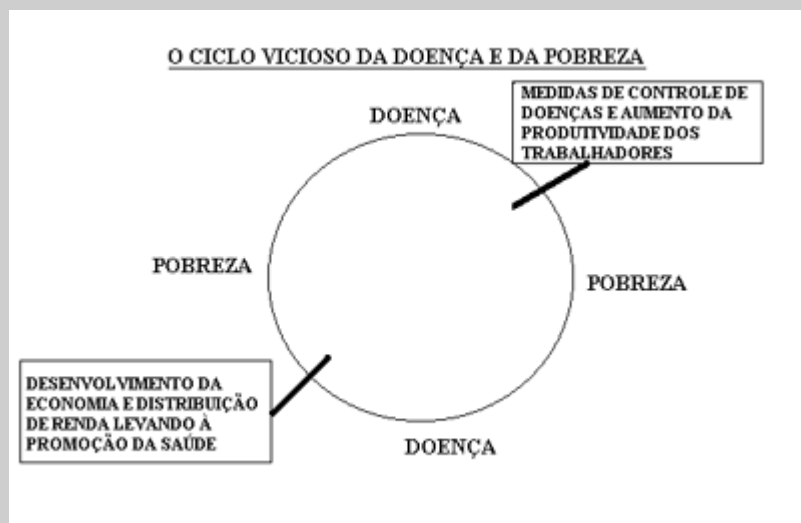 O CICLO VICIOSO DA DOENÇA E DA POBREZA
MEDIDAS DE CONTROLE DE
DOENÇAS E AUMENTO DA
PRODUTIVIDADE DOS
TRABALHADORES
DOENÇA
POBREZA
POBREZA
DESENVOLVIMENTO DA
ECONOMIA E DISTRIBUIÇÃO
DE RENDA LEVANDO À
PROMOÇÃO DA SAÚDE
DOENÇA